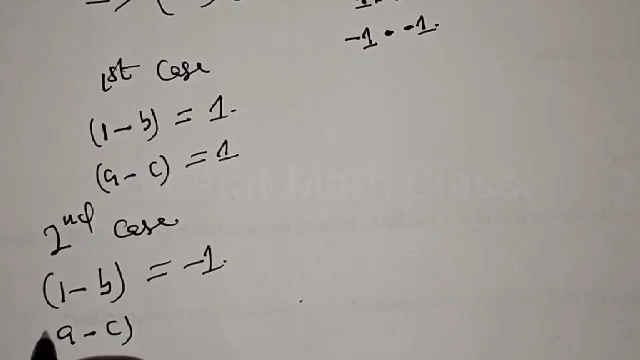 -1 · -1.
1st Case
(1-b) = 1.
(a-c) = 1
2nd Case
(1-b) = -1.
a-c)